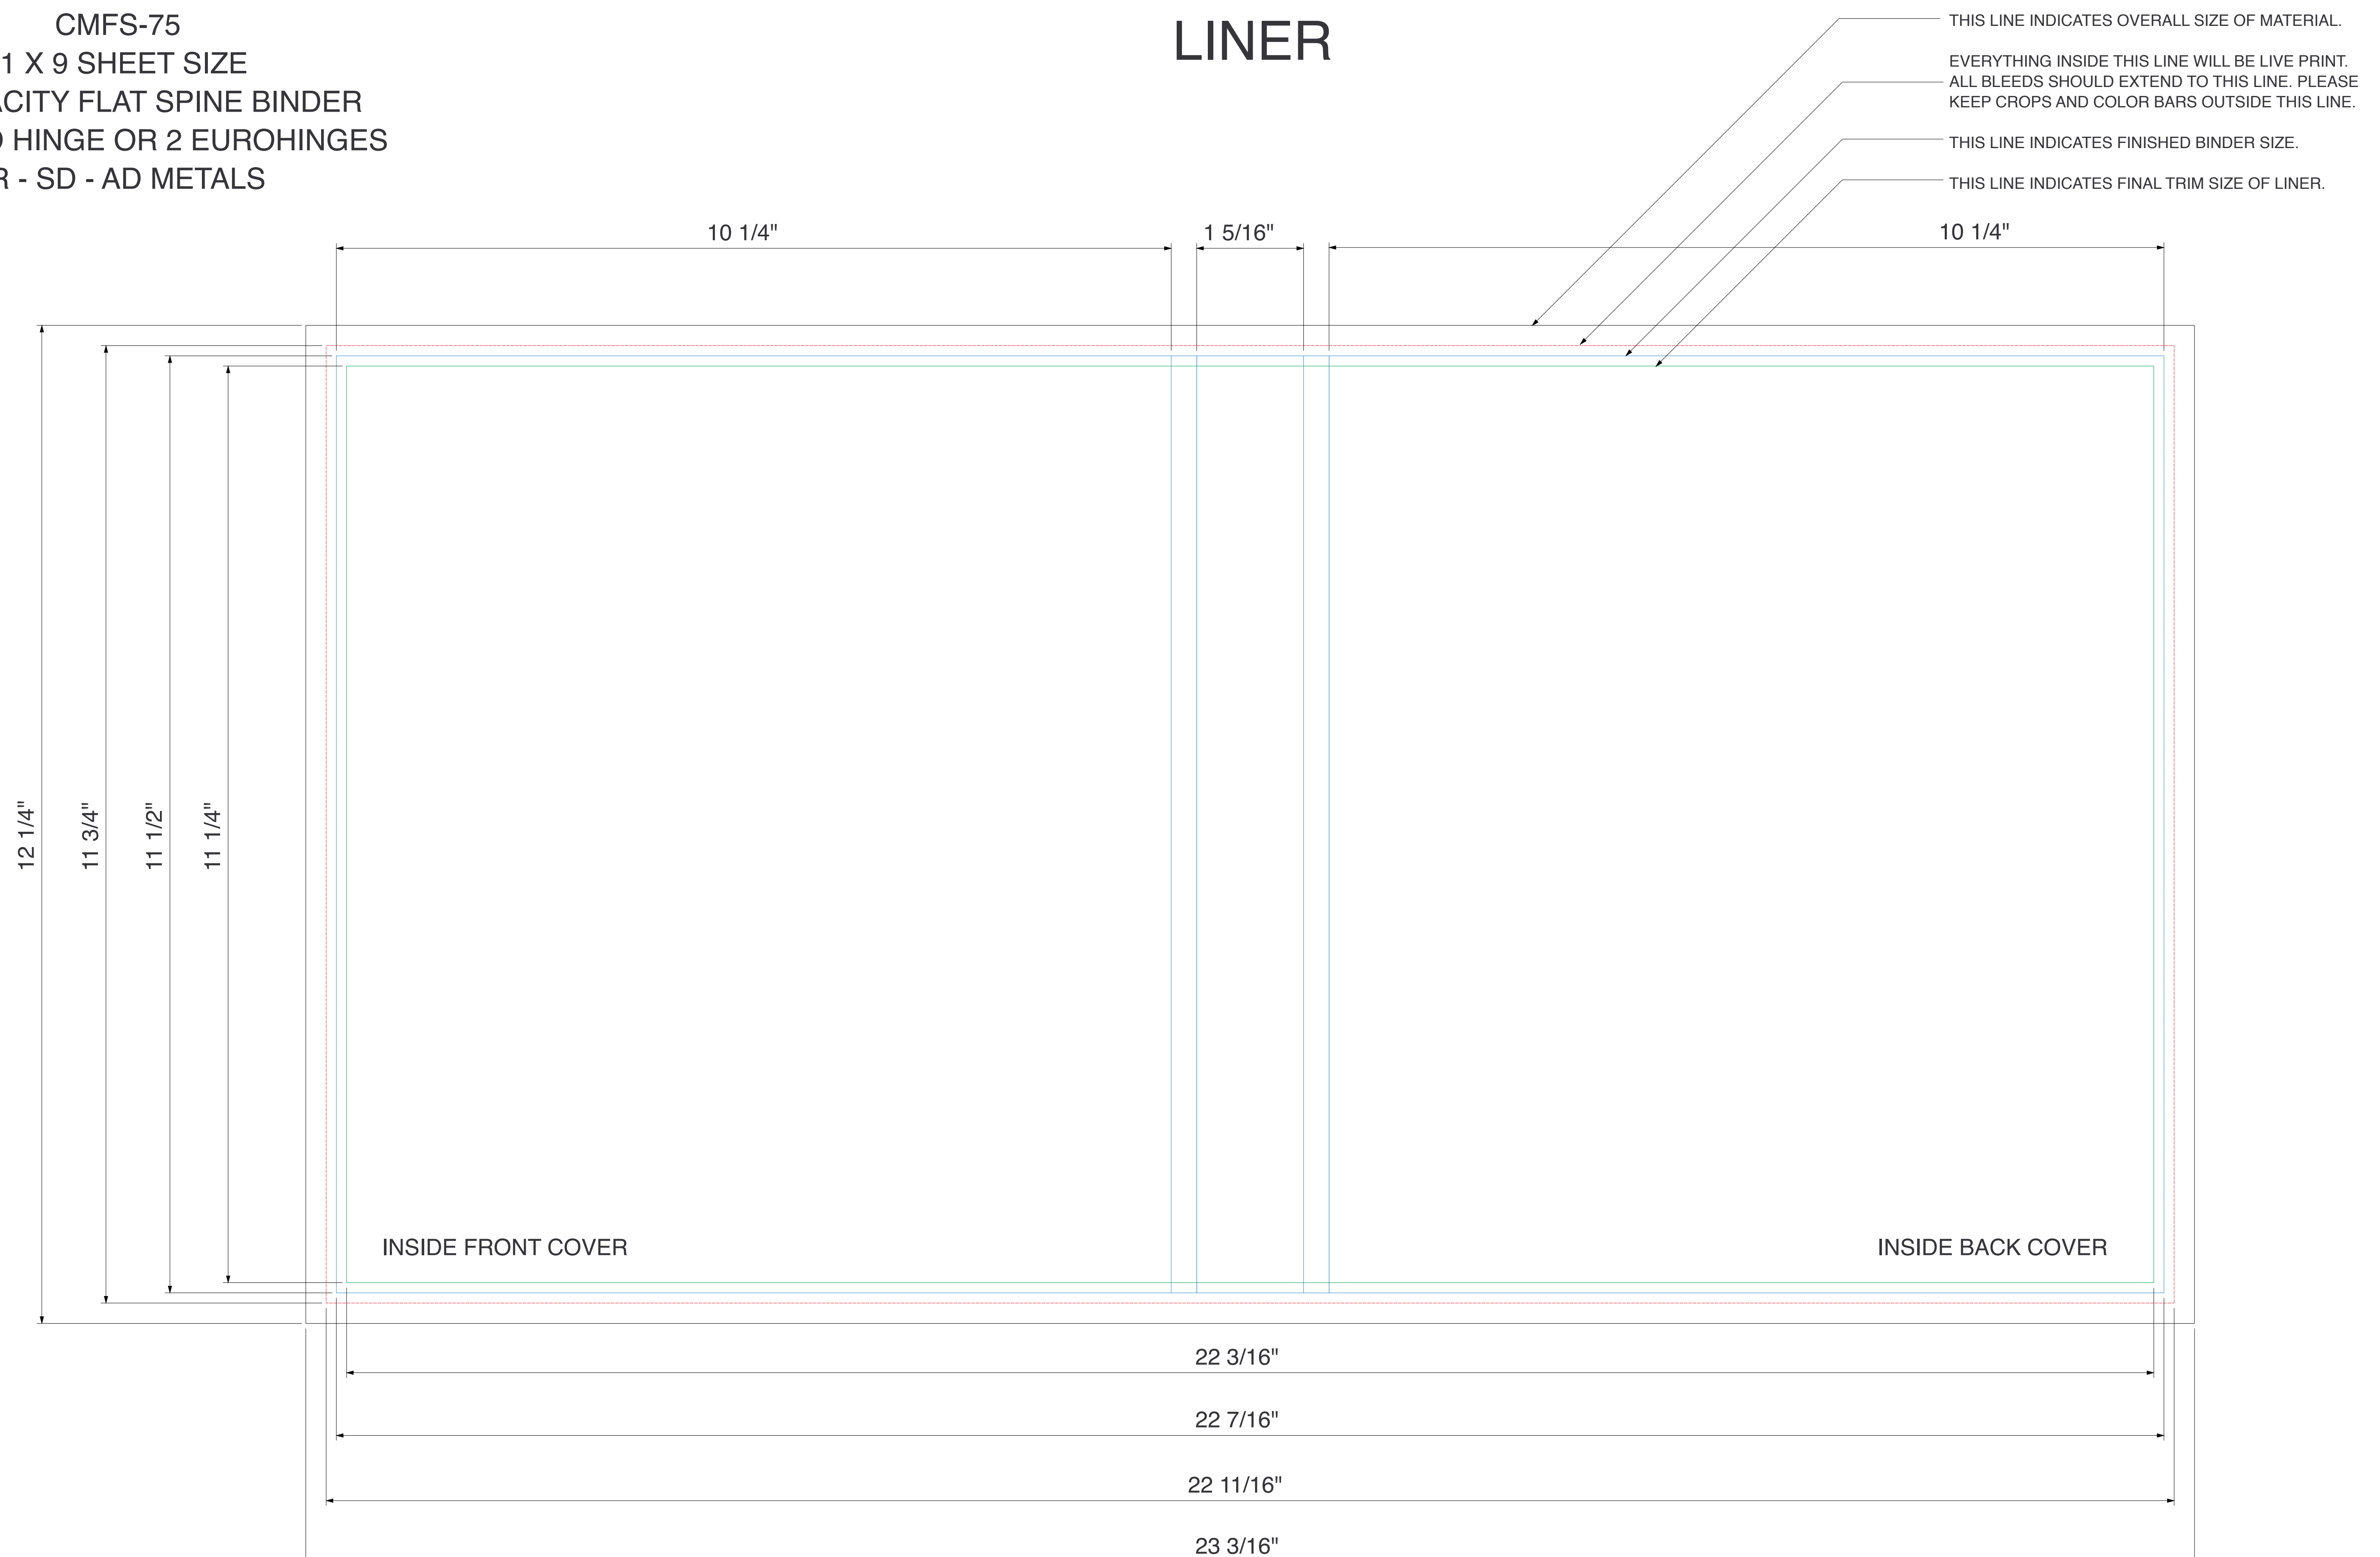 CMFS-75
1 X 9 SHEET SIZE
ACITY FLAT SPINE BINDER
HINGE OR 2 EUROHINGES
R - SD - AD METALS
LINER
THIS LINE INDICATES OVERALL SIZE OF MATERIAL.
EVERYTHING INSIDE THIS LINE WILL BE LIVE PRINT.
ALL BLEEDS SHOULD EXTEND TO THIS LINE. PLEASE
KEEP CROPS AND COLOR BARS OUTSIDE THIS LINE.
THIS LINE INDICATES FINISHED BINDER SIZE.
THIS LINE INDICATES FINAL TRIM SIZE OF LINER.
10 1/4"
1 5/16"
10 1/4"
12 1/4"
11 3/4"
11 1/2"
11 1/4"
INSIDE FRONT COVER
INSIDE BACK COVER
22 3/16"
22 7/16"
22 11/16"
23 3/16"